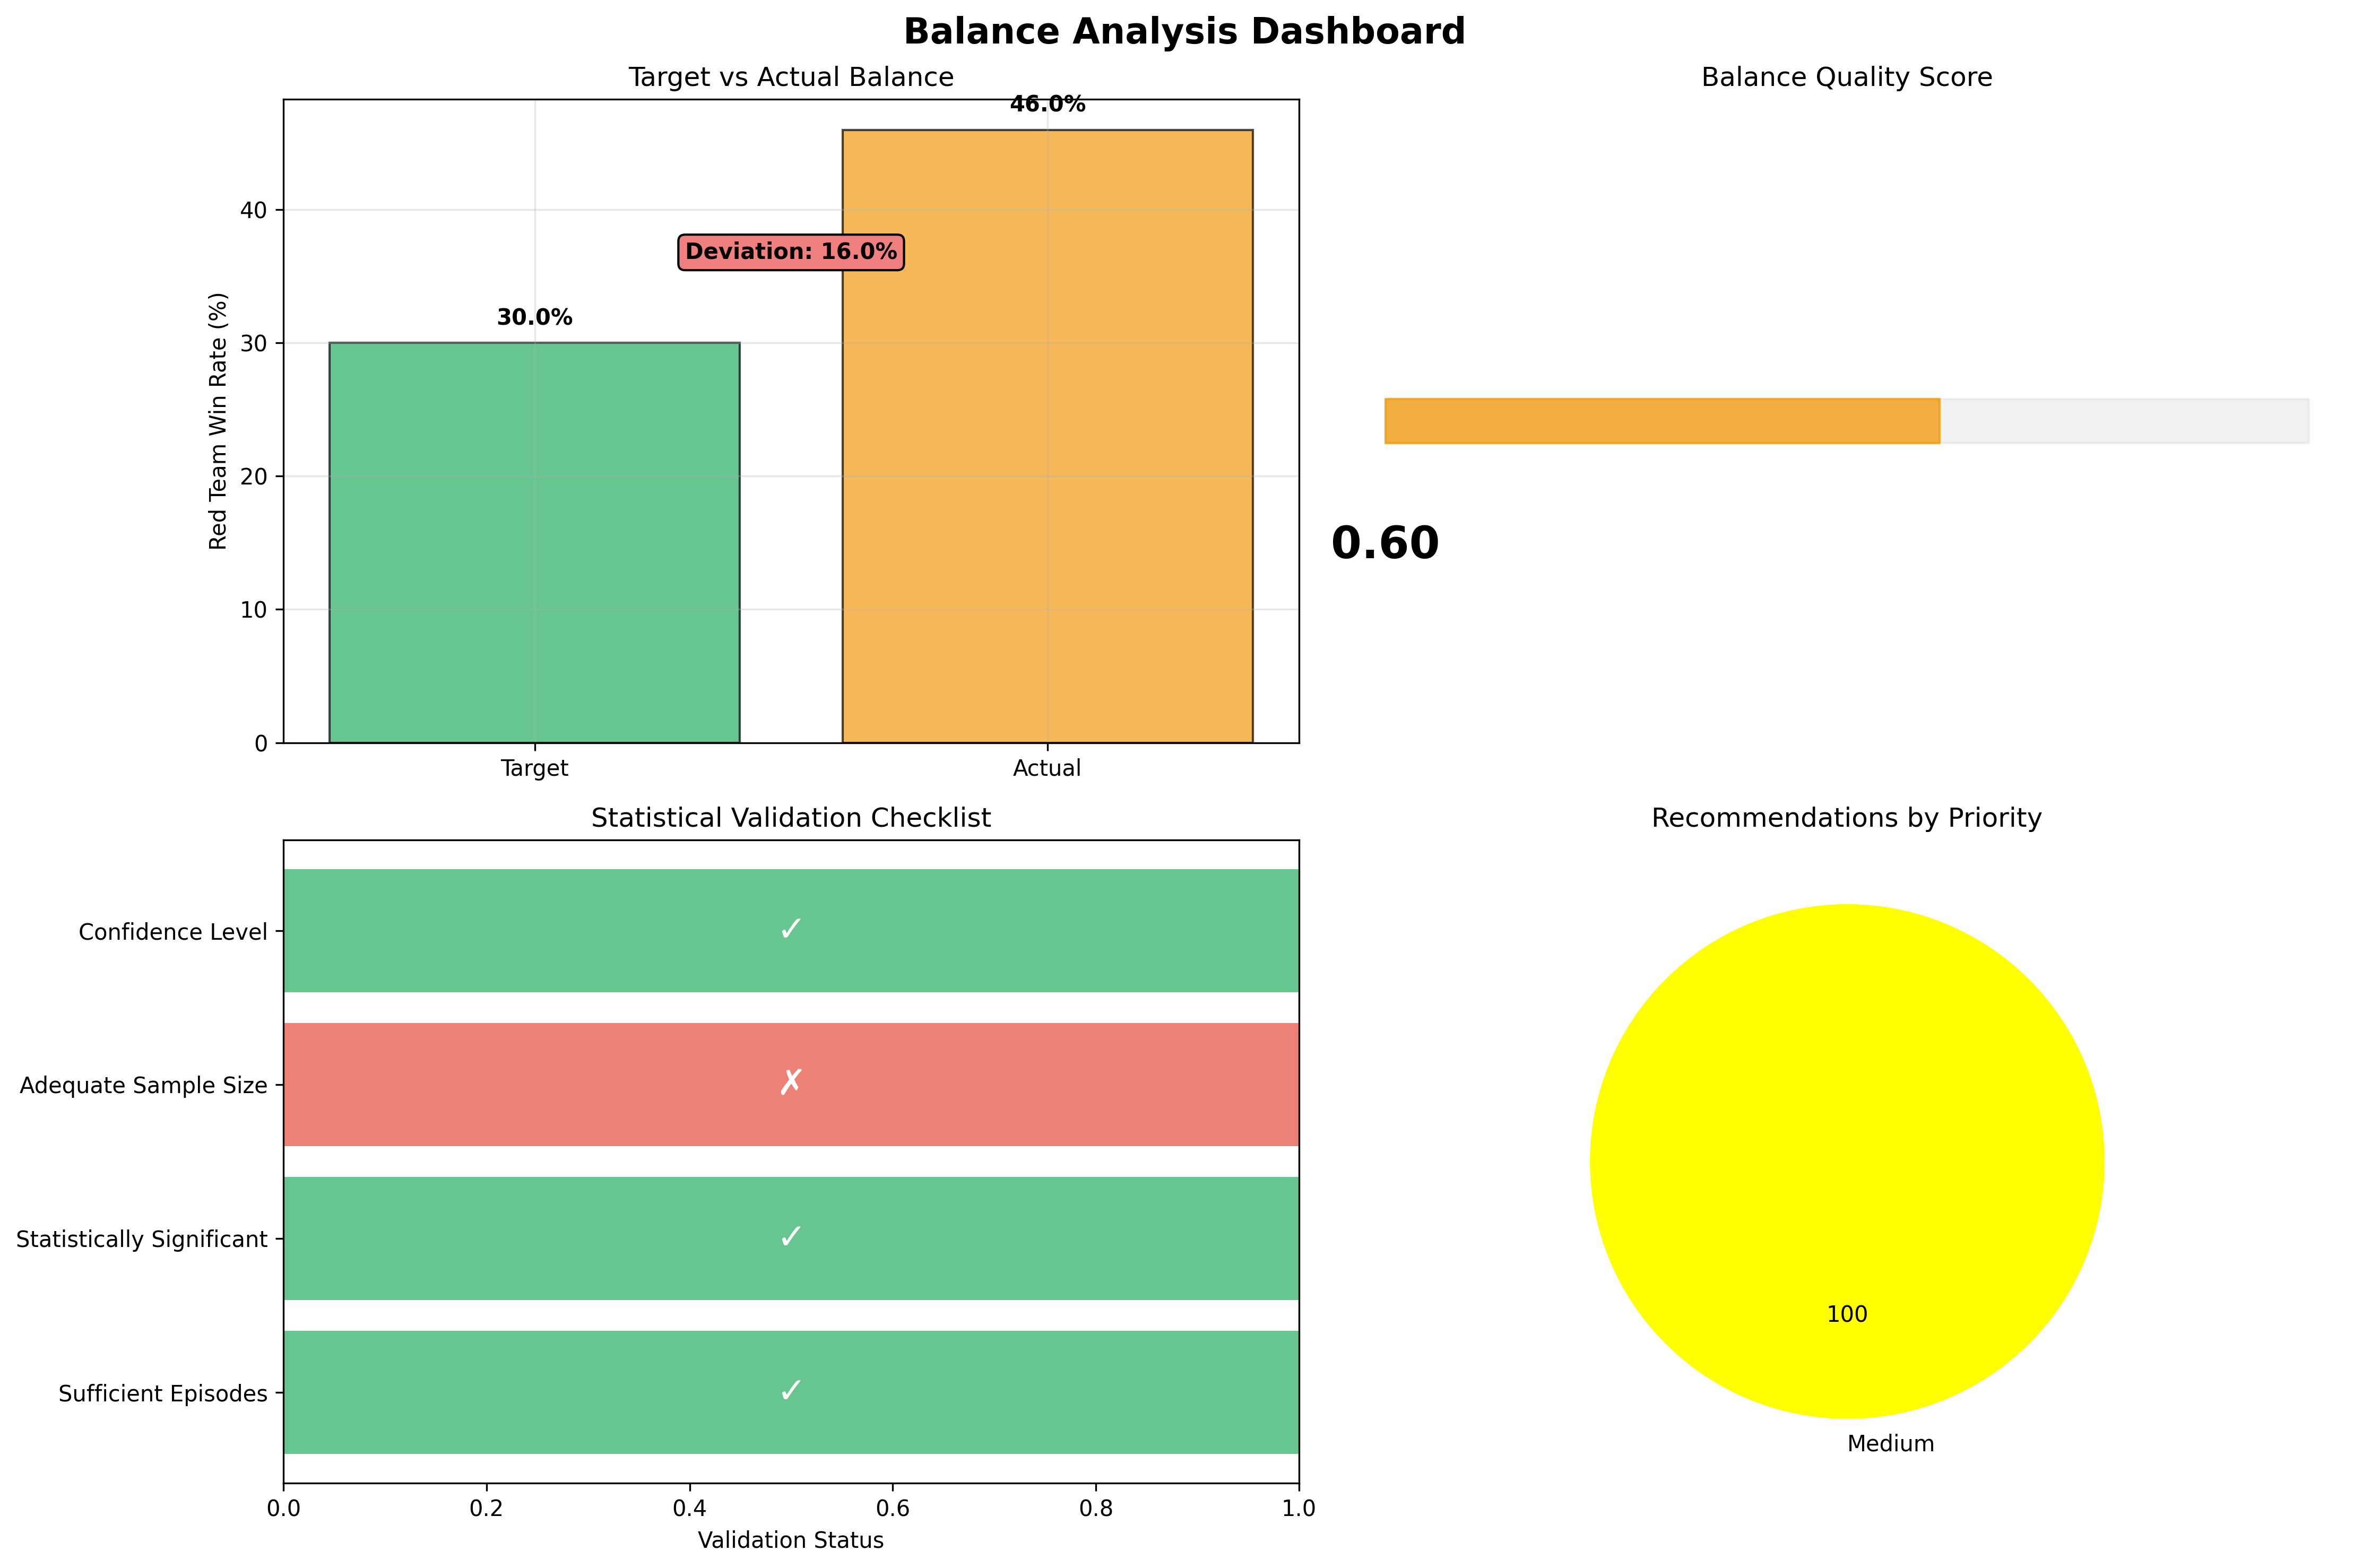 Balance Analysis Dashboard
Target vs Actual Balance
46.0%
Deviation: 16.0%
30.0%
Red Team Win Rate (%)
40
30
20
10
0
Target
Actual
Balance Quality Score
0.60
Statistical Validation Checklist
Confidence Level
✓
Adequate Sample Size
✗
Statistically Significant
✓
Sufficient Episodes
✓
0.0
0.2
0.4
0.6
0.8
1.0
Validation Status
Recommendations by Priority
100
Medium